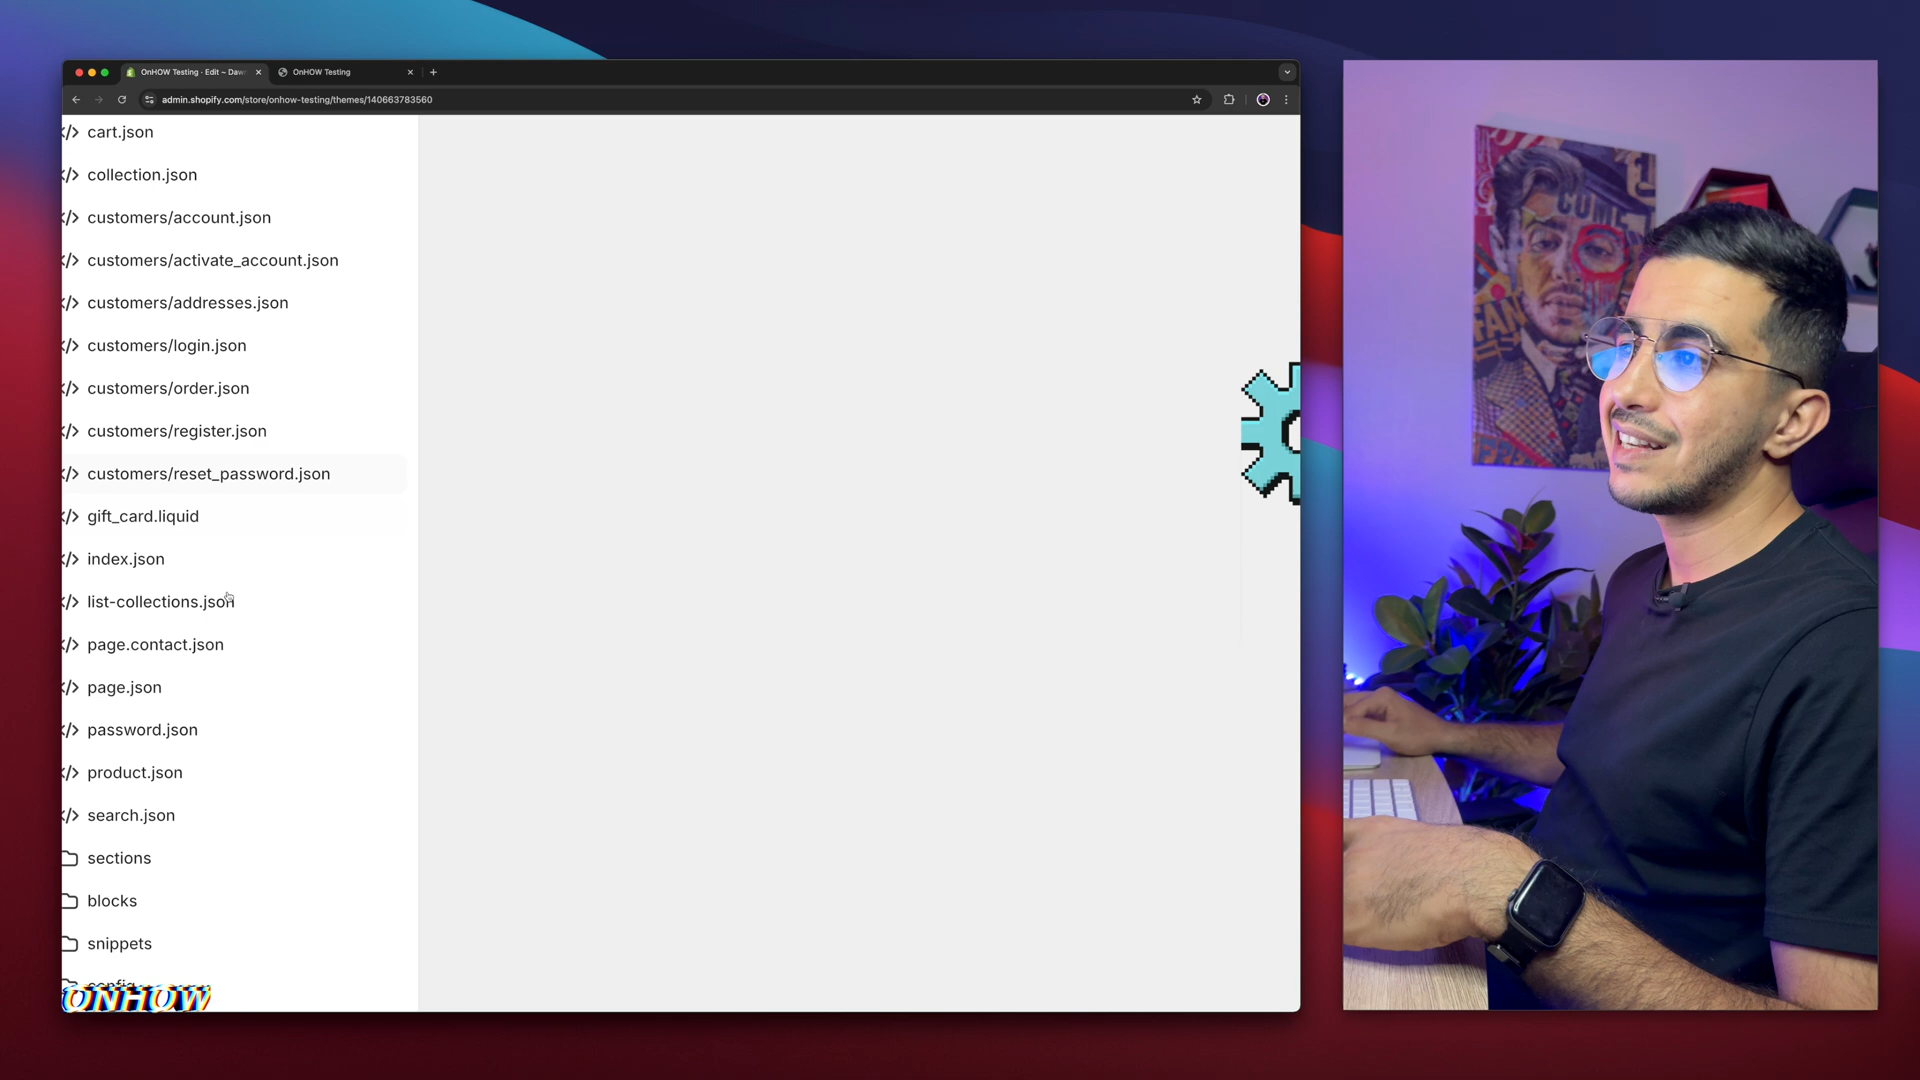 OnHOW Testing · Edit ~ Daw
OnHOW Testing
admin.shopify.com/store/onhow-testing/themes/140663783560
cart.json
collection.json
customers/account.json
customers/activate_account.json
customers/addresses.json
customers/login.json
customers/order.json
customers/register.json
customers/reset_password.json
gift_card.liquid
index.json
list-collections.json
page.contact.json
page.json
password.json
product.json
search.json
sections
blocks
snippets
config
ONHOW
COME
FAN